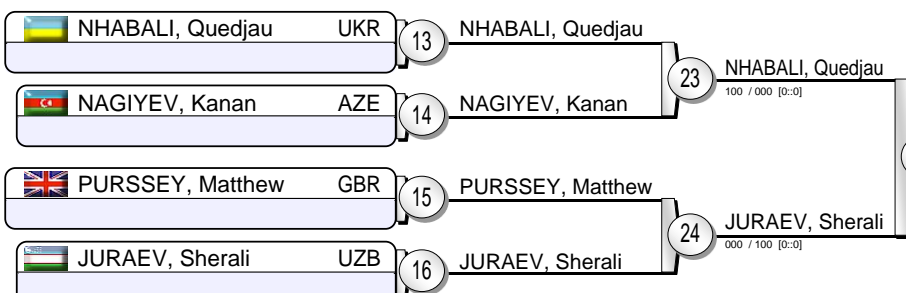 NHABALI, Quedjau UKR
13
NHABALI, Quedjau
NAGIYEV, Kanan AZE
14
NAGIYEV, Kanan
23
NHABALI, Quedjau
100 / 000 [0::0]
PURSSEY, Matthew GBR
15
PURSSEY, Matthew
JURAEV, Sherali UZB
16
JURAEV, Sherali
24
JURAEV, Sherali
000 / 100 [0::0]